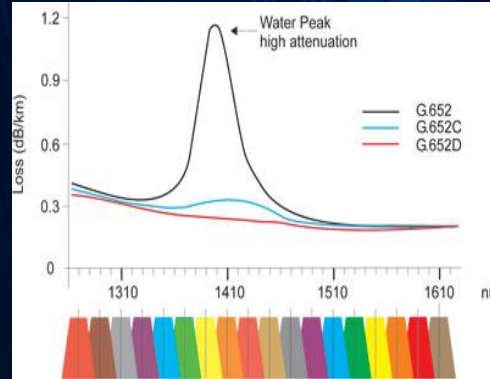 1.2
Water Peak
high attenuation
0.9
Loss (dB/km)
G.652
G.652C
0.6
G.652D
0.3
0
1310
1410
1510
1610